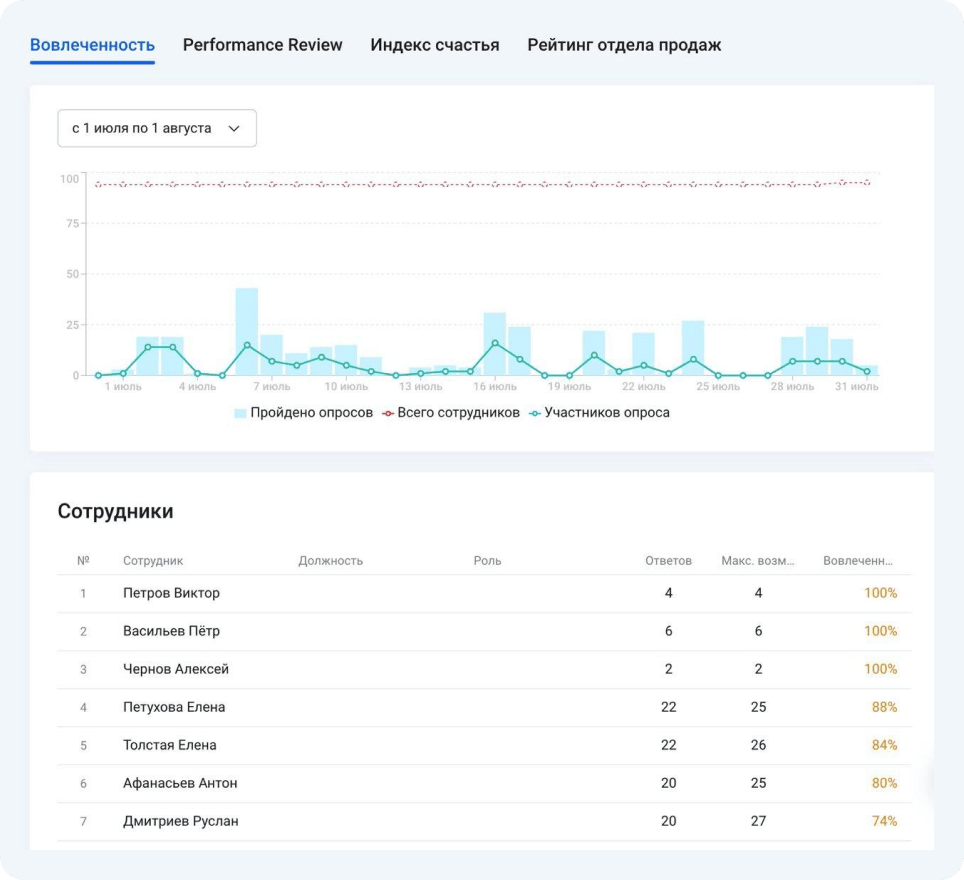 Вовлеченность Performance Review Индекс счастья Рейтинг отдела продаж
с 1 июля по 1 августа
100
75
50
25
0
1 июль 4 июль 7 июль 10 июль 13 июль 16 июль 19 июль 22 июль 25 июль 28 июль 31 июль
Пройдено опросов Всего сотрудников Участников опроса
Сотрудники
№ Сотрудник Должность Роль Ответов Макс. возм... Вовлеченн...
1 Петров Виктор 4 4 100%
2 Васильев Пётр 6 6 100%
3 Чернов Алексей 2 2 100%
4 Петухова Елена 22 25 88%
5 Толстая Елена 22 26 84%
6 Афанасьев Антон 20 25 80%
7 Дмитриев Руслан 20 27 74%